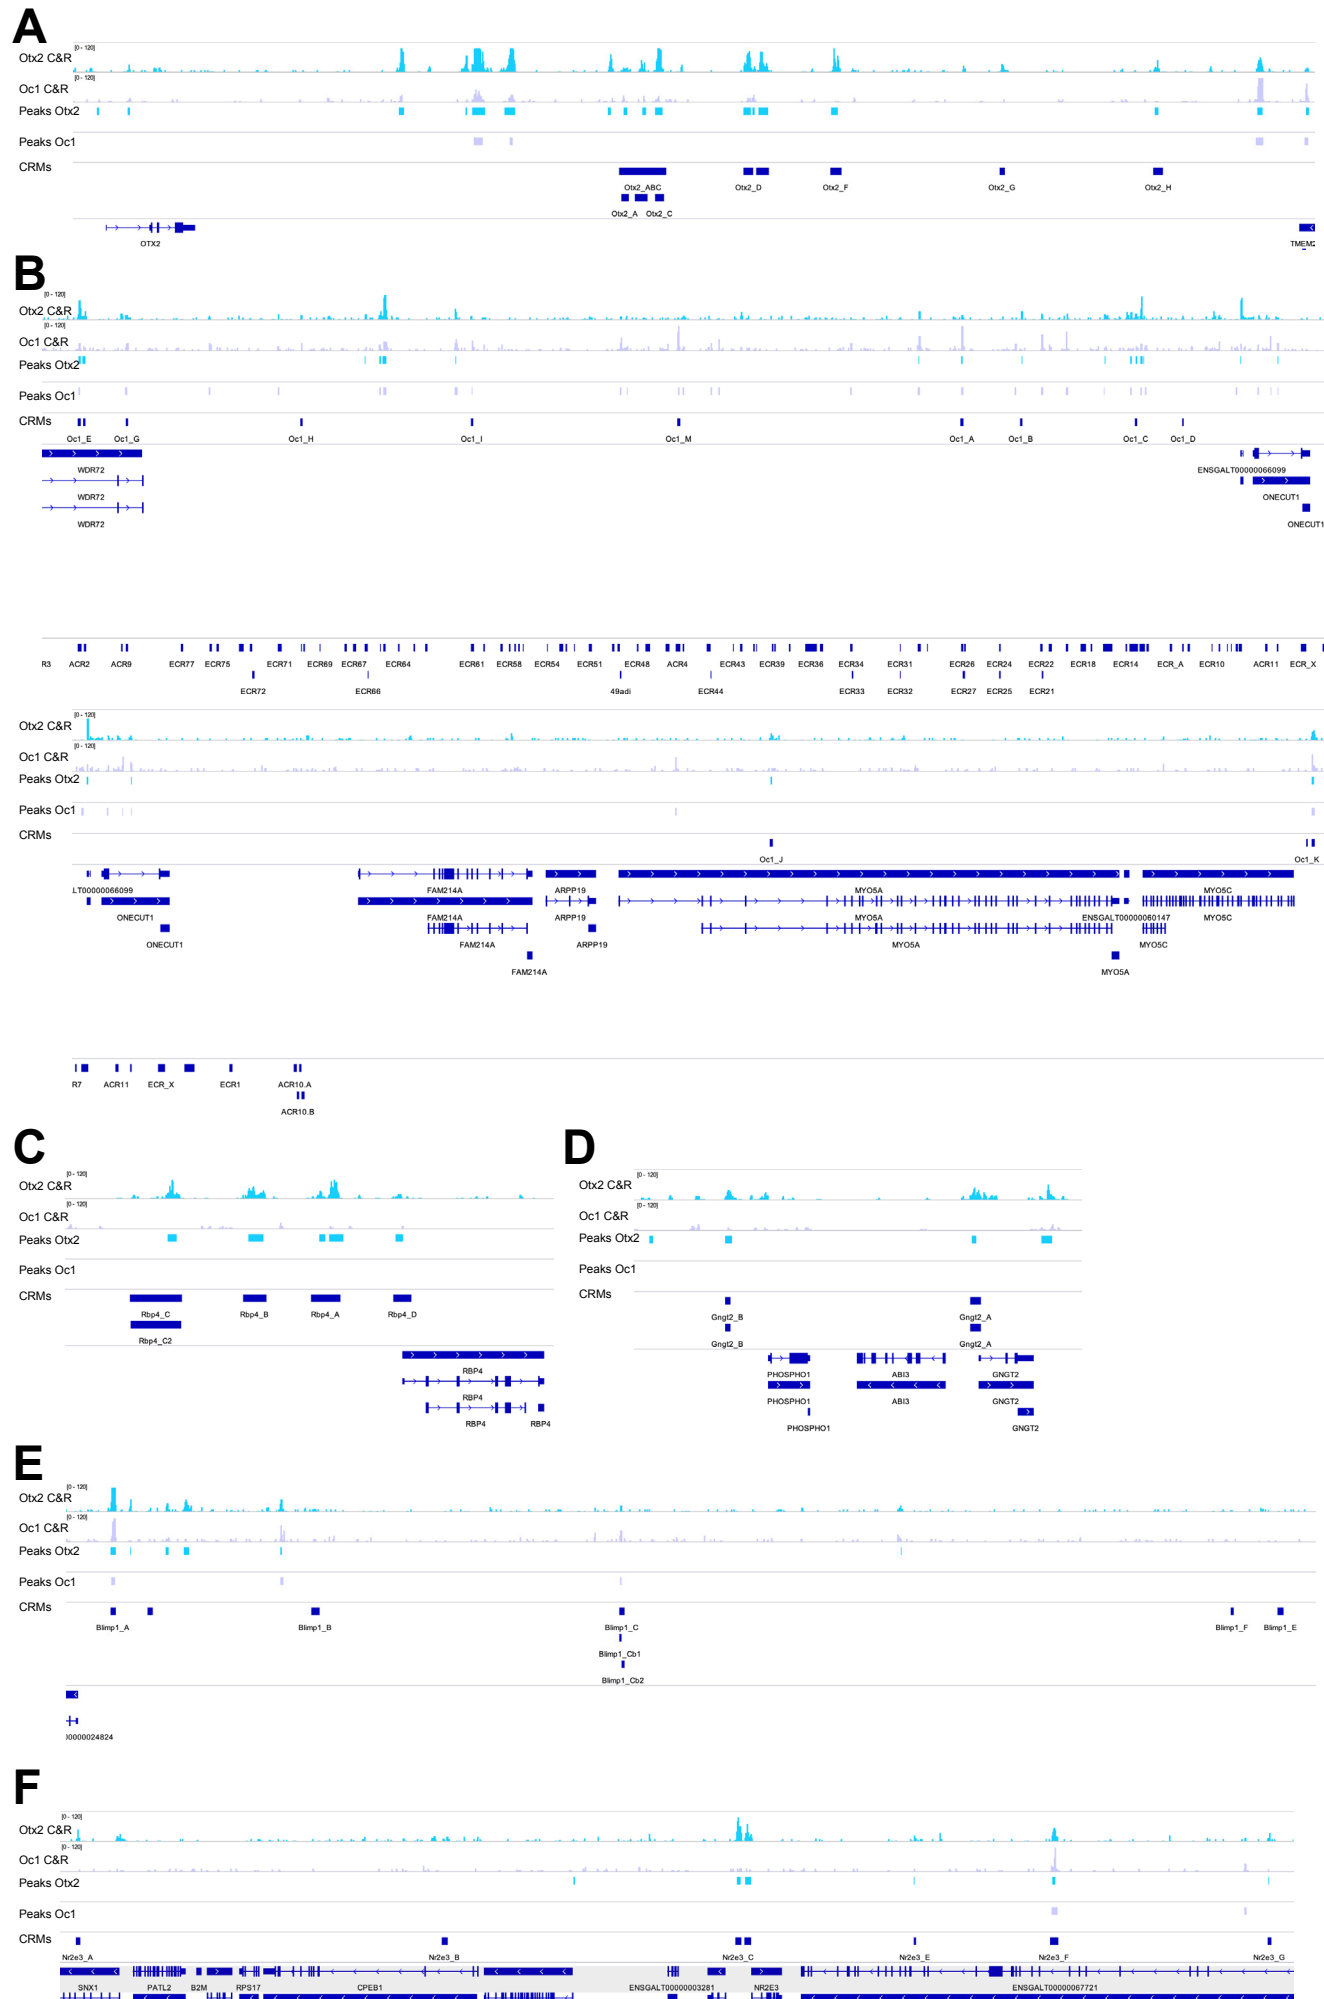 A
[0 - 120]
Otx2 C&R
[0 - 120]
Oc1 C&R
Peaks Otx2
Peaks Oc1
CRMs
Otx2_ABC Otx2_D Otx2_F Otx2_G Otx2_H
Otx2_A Otx2_C
OTX2 TMEM2
B
[0 - 120]
Otx2 C&R
[0 - 120]
Oc1 C&R
Peaks Otx2
Peaks Oc1
CRMs
Oc1_E Oc1_G Oc1_H Oc1_I Oc1_M Oc1_A Oc1_B Oc1_C Oc1_D
WDR72 ENSGALT00000066099
WDR72 ONECUT1
WDR72 ONECUT1
R3 ACR2 ACR9 ECR77 ECR75 ECR71 ECR69 ECR67 ECR64 ECR61 ECR58 ECR54 ECR51 ECR48 ACR4 ECR43 ECR39 ECR36 ECR34 ECR31 ECR26 ECR24 ECR22 ECR18 ECR14 ECR_A ECR10 ACR11 ECR_X
ECR72 ECR66 49adi ECR44 ECR33 ECR32 ECR27 ECR25 ECR21
[0 - 120]
Otx2 C&R
[0 - 120]
Oc1 C&R
Peaks Otx2
Peaks Oc1
CRMs
Oc1_J Oc1_K
LT00000066099 FAM214A ARPP19 MYO5A MYO5C
ONECUT1 FAM214A ARPP19 MYO5A ENSGALT00000060147 MYO5C
ONECUT1 FAM214A ARPP19 MYO5A MYO5C
FAM214A MYO5A
R7 ACR11 ECR_X ECR1 ACR10.A
ACR10.B
C
[0 - 120]
Otx2 C&R
[0 - 120]
Oc1 C&R
Peaks Otx2
Peaks Oc1
CRMs
Rbp4_C Rbp4_B Rbp4_A Rbp4_D
Rbp4_C2
RBP4
RBP4
RBP4 RBP4
D
[0 - 120]
Otx2 C&R
[0 - 120]
Oc1 C&R
Peaks Otx2
Peaks Oc1
CRMs
Gngt2_B Gngt2_A
Gngt2_B Gngt2_A
PHOSPHO1 ABI3 GNGT2
PHOSPHO1 ABI3 GNGT2
PHOSPHO1 GNGT2
E
[0 - 120]
Otx2 C&R
[0 - 120]
Oc1 C&R
Peaks Otx2
Peaks Oc1
CRMs
Blimp1_A Blimp1_B Blimp1_C Blimp1_F Blimp1_E
Blimp1_Cb1
Blimp1_Cb2
00000024824
F
[0 - 120]
Otx2 C&R
[0 - 120]
Oc1 C&R
Peaks Otx2
Peaks Oc1
CRMs
Nr2e3_A Nr2e3_B Nr2e3_C Nr2e3_E Nr2e3_F Nr2e3_G
SNX1 PATL2 B2M RPS17 CPEB1 ENSGALT00000003281 NR2E3 ENSGALT00000067721